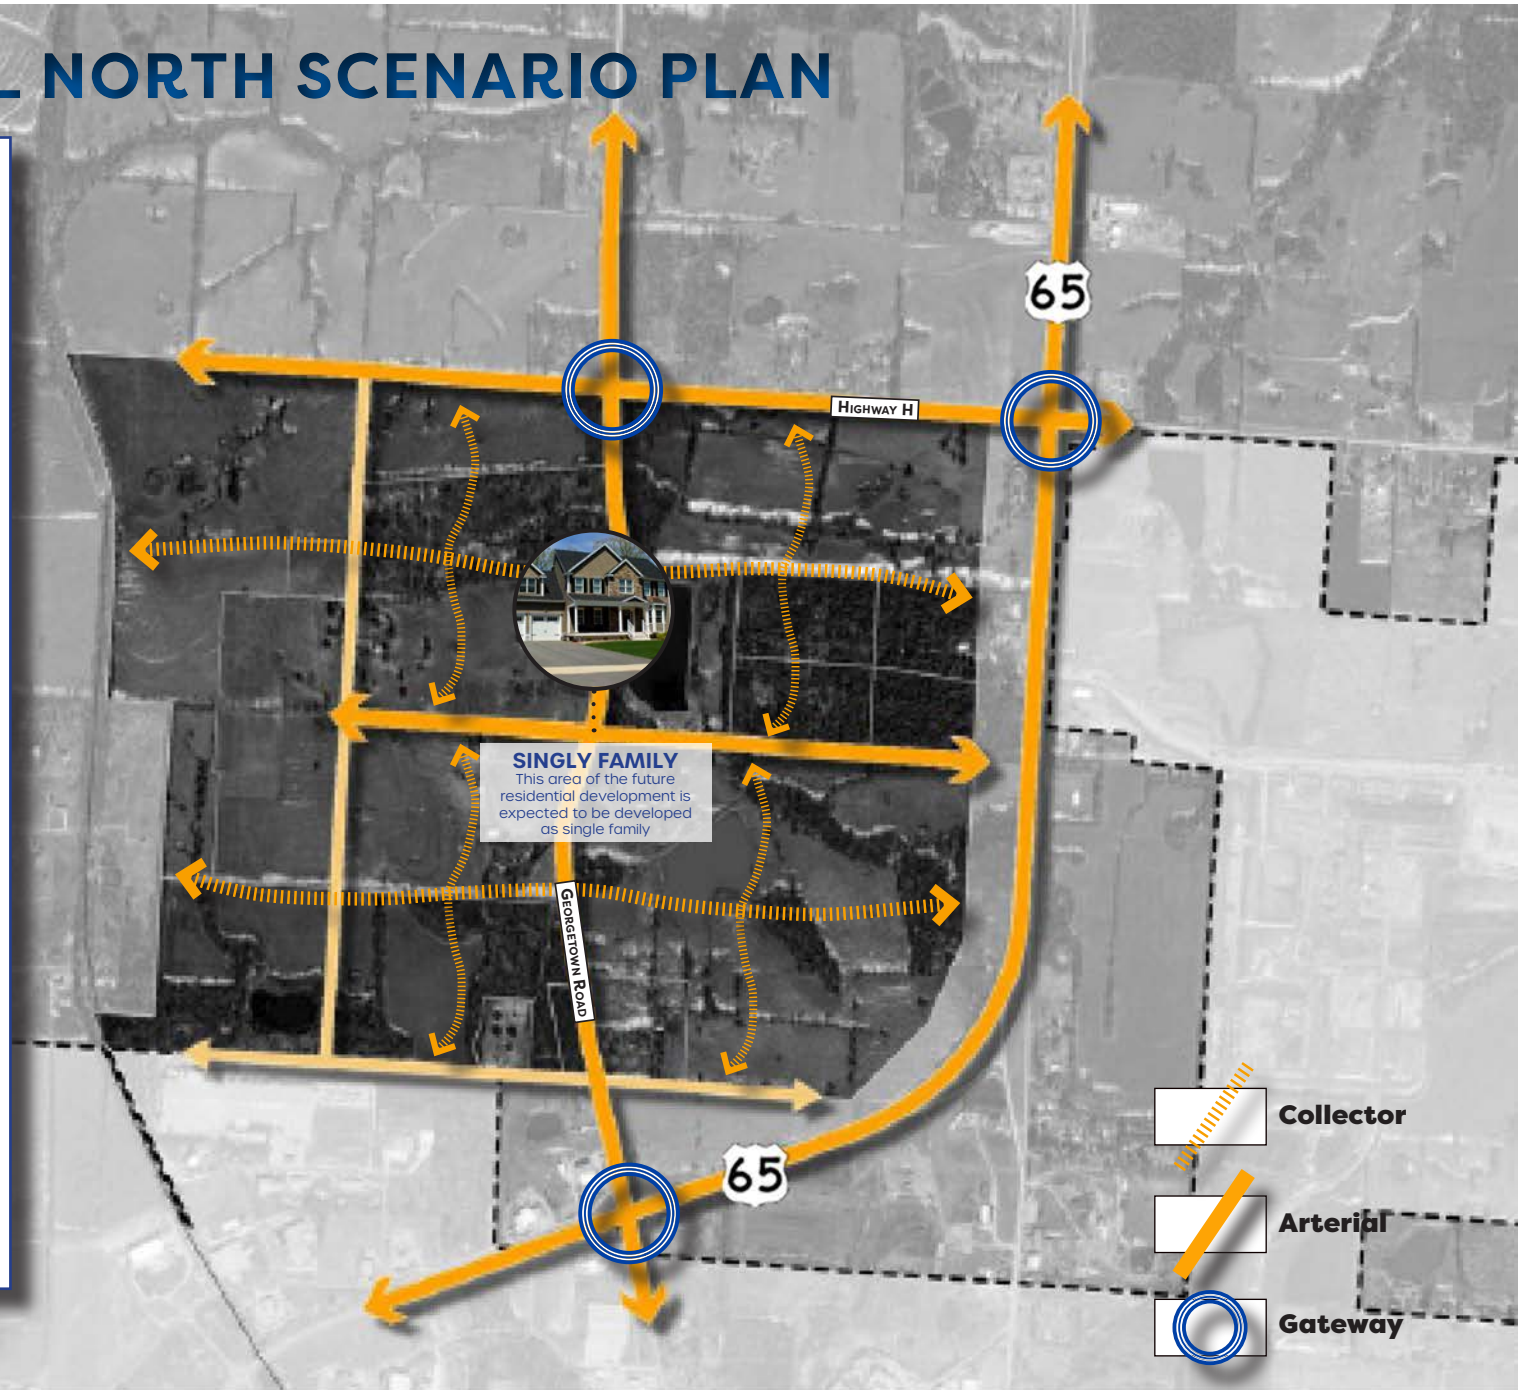 NORTH SCENARIO PLAN
65
HIGHWAY H
SINGLY FAMILY
This area of the future
residential development is
expected to be developed
as single family
GEORGETOWN ROAD
65
Collector
Arterial
Gateway